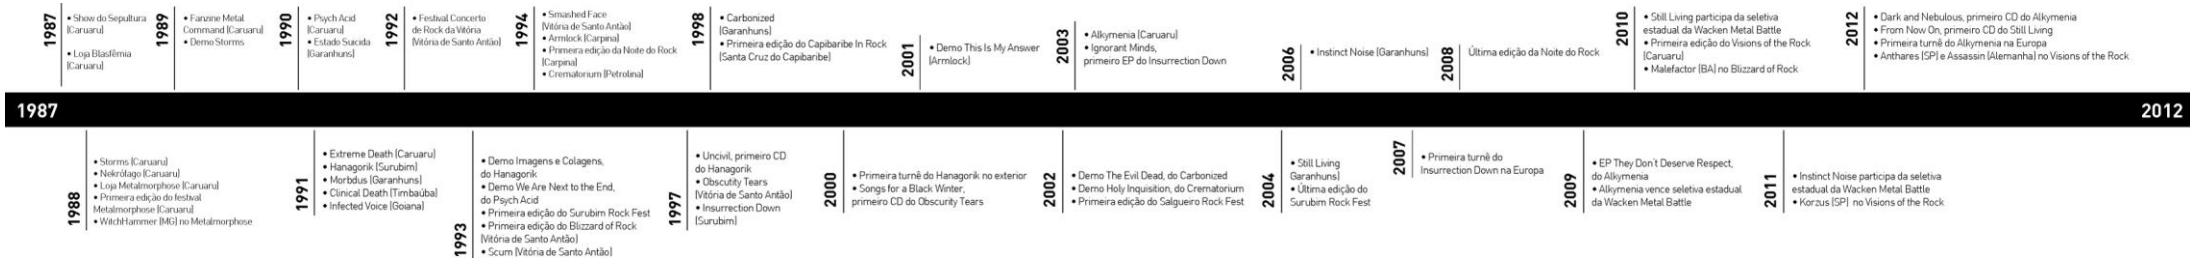 1987
• Show do Sepultura
(Caruaru)
• Loja Blasfêmia
(Caruaru)
1989
• Fanzine Metal
Command (Caruaru)
• Demo Storms
1990
• Psych Acid
(Caruaru)
• Estado Suicida
(Garanhuns)
1992
• Festival Concerto
de Rock da Vitória
(Vitória de Santo Antão)
1994
• Smashed Face
(Vitória de Santo Antão)
• Armlock (Carpina)
• Primeira edição da Noite do Rock
(Carpina)
• Crematorium (Petrolina)
1998
• Carbonized
(Garanhuns)
• Primeira edição do Capibaribe In Rock
(Santa Cruz do Capibaribe)
2001
• Demo This Is My Answer
(Armlock)
2003
• Alkymenia (Caruaru)
• Ignorant Minds,
primeiro EP do Insurrection Down
2006
• Instinct Noise (Garanhuns)
2008
Última edição da Noite do Rock
2010
• Still Living participa da seletiva
estadual da Wacken Metal Battle
• Primeira edição do Visions of the Rock
(Caruaru)
• Malefactor (BA) no Blizzard of Rock
2012
• Dark and Nebulous, primeiro CD do Alkymenia
• From Now On, primeiro CD do Still Living
• Primeira turnê do Alkymenia na Europa
• Anthares (SP) e Assassin (Alemanha) no Visions of the Rock
1987
2012
1988
• Storms (Caruaru)
• Nekrófago (Caruaru)
• Loja Metalmorphose (Caruaru)
• Primeira edição do festival
Metalmorphose (Caruaru)
• WitchHammer (MG) no Metalmorphose
1991
• Extreme Death (Caruaru)
• Hanagorik (Surubim)
• Morbdus (Garanhuns)
• Clinical Death (Timbaúba)
• Infected Voice (Goiana)
1993
• Demo Imagens e Colagens,
do Hanagorik
• Demo We Are Next to the End,
do Psych Acid
• Primeira edição do Surubim Rock Fest
• Primeira edição do Blizzard of Rock
(Vitória de Santo Antão)
• Scum (Vitória de Santo Antão)
1997
• Uncivil, primeiro CD
do Hanagorik
• Obscutity Tears
(Vitória de Santo Antão)
• Insurrection Down
(Surubim)
2000
• Primeira turnê do Hanagorik no exterior
• Songs for a Black Winter,
primeiro CD do Obscurity Tears
2002
• Demo The Evil Dead, do Carbonized
• Demo Holy Inquisition, do Crematorium
• Primeira edição do Salgueiro Rock Fest
2004
• Still Living
Garanhuns)
• Última edição do
Surubim Rock Fest
2007
• Primeira turnê do
Insurrection Down na Europa
2009
• EP They Don't Deserve Respect,
do Alkymenia
• Alkymenia vence seletiva estadual
da Wacken Metal Battle
2011
• Instinct Noise participa da seletiva
estadual da Wacken Metal Battle
• Korzus (SP) no Visions of the Rock